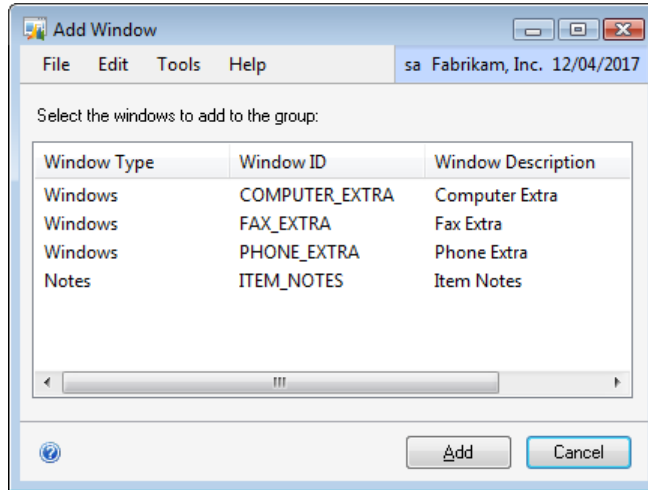 Add Window
File Edit Tools Help sa Fabrikam, Inc. 12/04/2017
Select the windows to add to the group:
Window Type Window ID Window Description
Windows COMPUTER_EXTRA Computer Extra
Windows FAX_EXTRA Fax Extra
Windows PHONE_EXTRA Phone Extra
Notes ITEM_NOTES Item Notes
Add Cancel